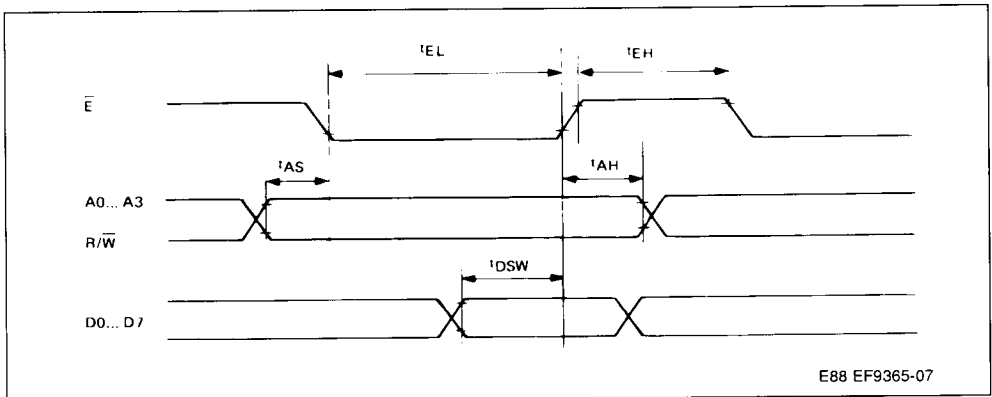 tEL
tEH
E̅
tAS
tAH
A0... A3
R/W̅
tDSW
D0... D7
E88 EF9365-07